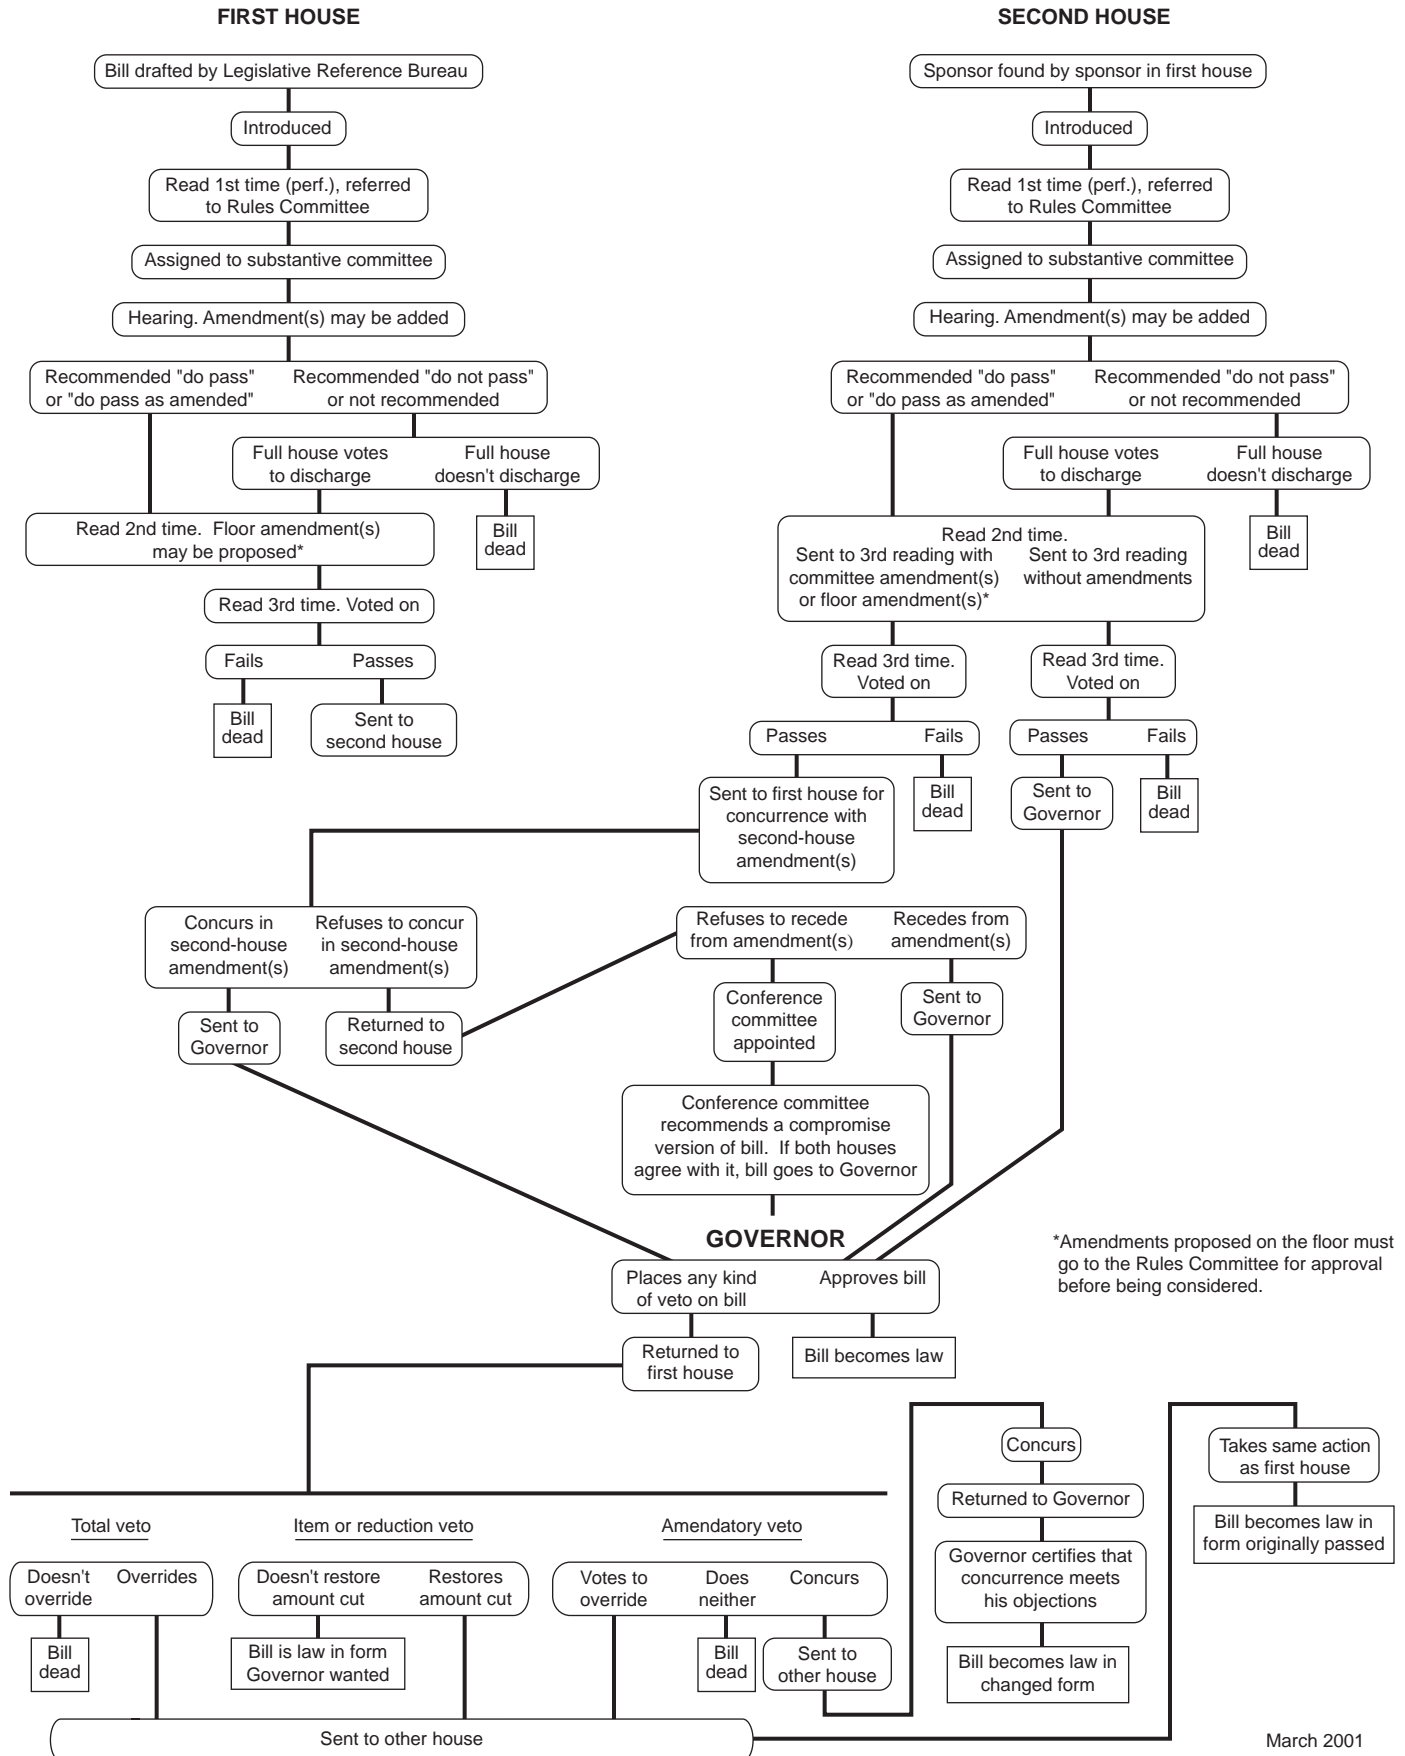 FIRST HOUSE
Bill drafted by Legislative Reference Bureau
Introduced
Read 1st time (perf.), referred
to Rules Committee
Assigned to substantive committee
Hearing. Amendment(s) may be added
Recommended "do pass"
or "do pass as amended"
Recommended "do not pass"
or not recommended
Full house votes
to discharge
Full house
doesn't discharge
Bill
dead
Read 2nd time. Floor amendment(s)
may be proposed*
Read 3rd time. Voted on
Fails
Passes
Bill
dead
Sent to
second house
SECOND HOUSE
Sponsor found by sponsor in first house
Introduced
Read 1st time (perf.), referred
to Rules Committee
Assigned to substantive committee
Hearing. Amendment(s) may be added
Recommended "do pass"
or "do pass as amended"
Recommended "do not pass"
or not recommended
Full house votes
to discharge
Full house
doesn't discharge
Bill
dead
Read 2nd time.
Sent to 3rd reading with
committee amendment(s)
or floor amendment(s)*
Sent to 3rd reading
without amendments
Read 3rd time.
Voted on
Read 3rd time.
Voted on
Passes
Fails
Passes
Fails
Sent to first house for
concurrence with
second-house
amendment(s)
Bill
dead
Sent to
Governor
Bill
dead
Concurs in
second-house
amendment(s)
Refuses to concur
in second-house
amendment(s)
Sent to
Governor
Returned to
second house
Refuses to recede
from amendment(s)
Recedes from
amendment(s)
Conference
committee
appointed
Sent to
Governor
Conference committee
recommends a compromise
version of bill. If both houses
agree with it, bill goes to Governor
GOVERNOR
*Amendments proposed on the floor must
go to the Rules Committee for approval
before being considered.
Places any kind
of veto on bill
Approves bill
Returned to
first house
Bill becomes law
Total veto
Item or reduction veto
Amendatory veto
Doesn't
override
Overrides
Doesn't restore
amount cut
Restores
amount cut
Votes to
override
Does
neither
Concurs
Bill
dead
Bill is law in form
Governor wanted
Bill
dead
Sent to
other house
Sent to other house
Concurs
Returned to Governor
Governor certifies that
concurrence meets
his objections
Bill becomes law in
changed form
Takes same action
as first house
Bill becomes law in
form originally passed
March 2001